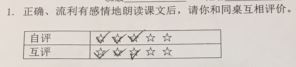 1. 正确、流利有感情地朗读课文后，请你和同桌互相评价。
自评 ☆ ☆ ☆ ☆ ☆
互评 ☆ ☆ ☆ ☆ ☆